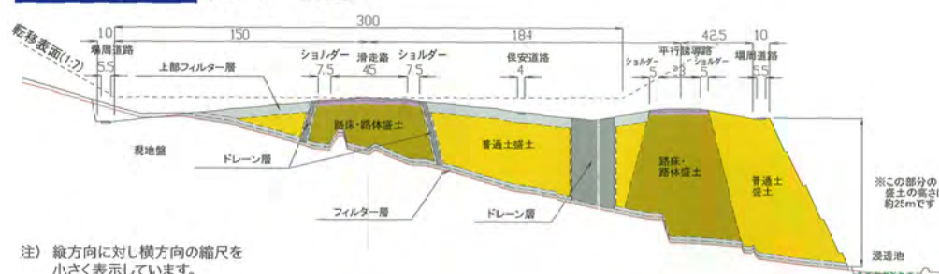 300
10
150
184
42.5
10
転移表面(1:7)
場周道路
5.5
ショルダー
7.5
滑走路
45
ショルダー
7.5
保安道路
4
平行誘導路
ショルダー
5
ショルダー
5
場周道路
5.5
上部フィルター層
路床・路体盛土
現地盤
ドレーン層
普通土盛土
路床・
路体盛土
普通土
盛土
※この部分の
盛土の高さは
約25mです
フィルター層
ドレーン層
注) 縦方向に対し横方向の縮尺を
小さく表示しています。
浸透池